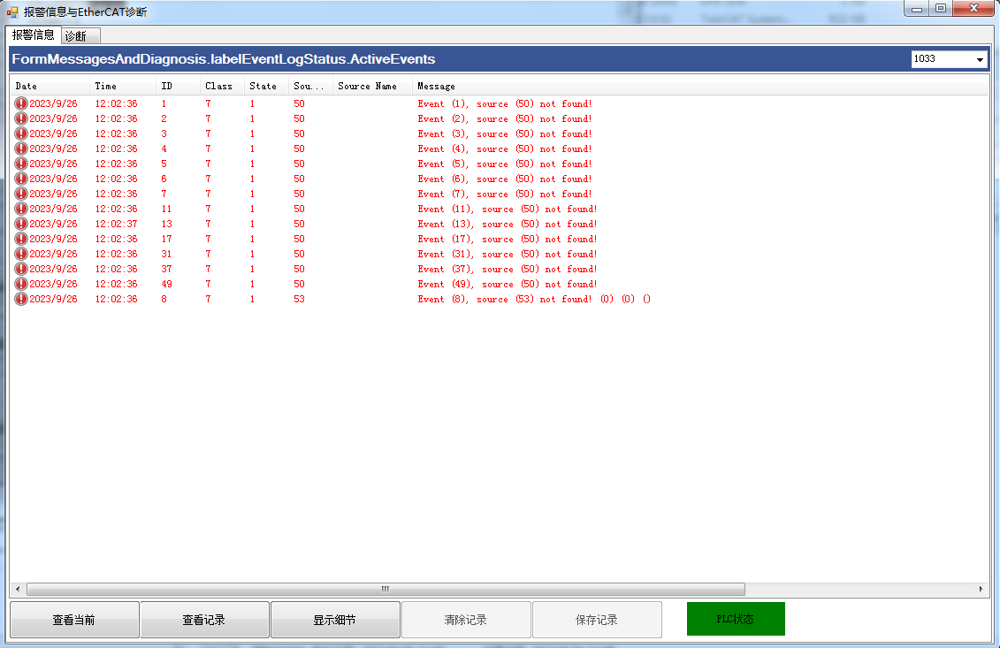 报警信息与EtherCAT诊断
报警信息 诊断
FormMessagesAndDiagnosis.labelEventLogStatus.ActiveEvents 1033
Date Time ID Class State Sou... Source Name Message
2023/9/26 12:02:36 1 7 1 50 Event (1), source (50) not found!
2023/9/26 12:02:36 2 7 1 50 Event (2), source (50) not found!
2023/9/26 12:02:36 3 7 1 50 Event (3), source (50) not found!
2023/9/26 12:02:36 4 7 1 50 Event (4), source (50) not found!
2023/9/26 12:02:36 5 7 1 50 Event (5), source (50) not found!
2023/9/26 12:02:36 6 7 1 50 Event (6), source (50) not found!
2023/9/26 12:02:36 7 7 1 50 Event (7), source (50) not found!
2023/9/26 12:02:36 11 7 1 50 Event (11), source (50) not found!
2023/9/26 12:02:37 13 7 1 50 Event (13), source (50) not found!
2023/9/26 12:02:36 17 7 1 50 Event (17), source (50) not found!
2023/9/26 12:02:36 31 7 1 50 Event (31), source (50) not found!
2023/9/26 12:02:36 37 7 1 50 Event (37), source (50) not found!
2023/9/26 12:02:36 49 7 1 50 Event (49), source (50) not found!
2023/9/26 12:02:36 8 7 1 53 Event (8), source (53) not found! (0) (0) ()
查看当前 查看记录 显示细节 清除记录 保存记录 PLC状态